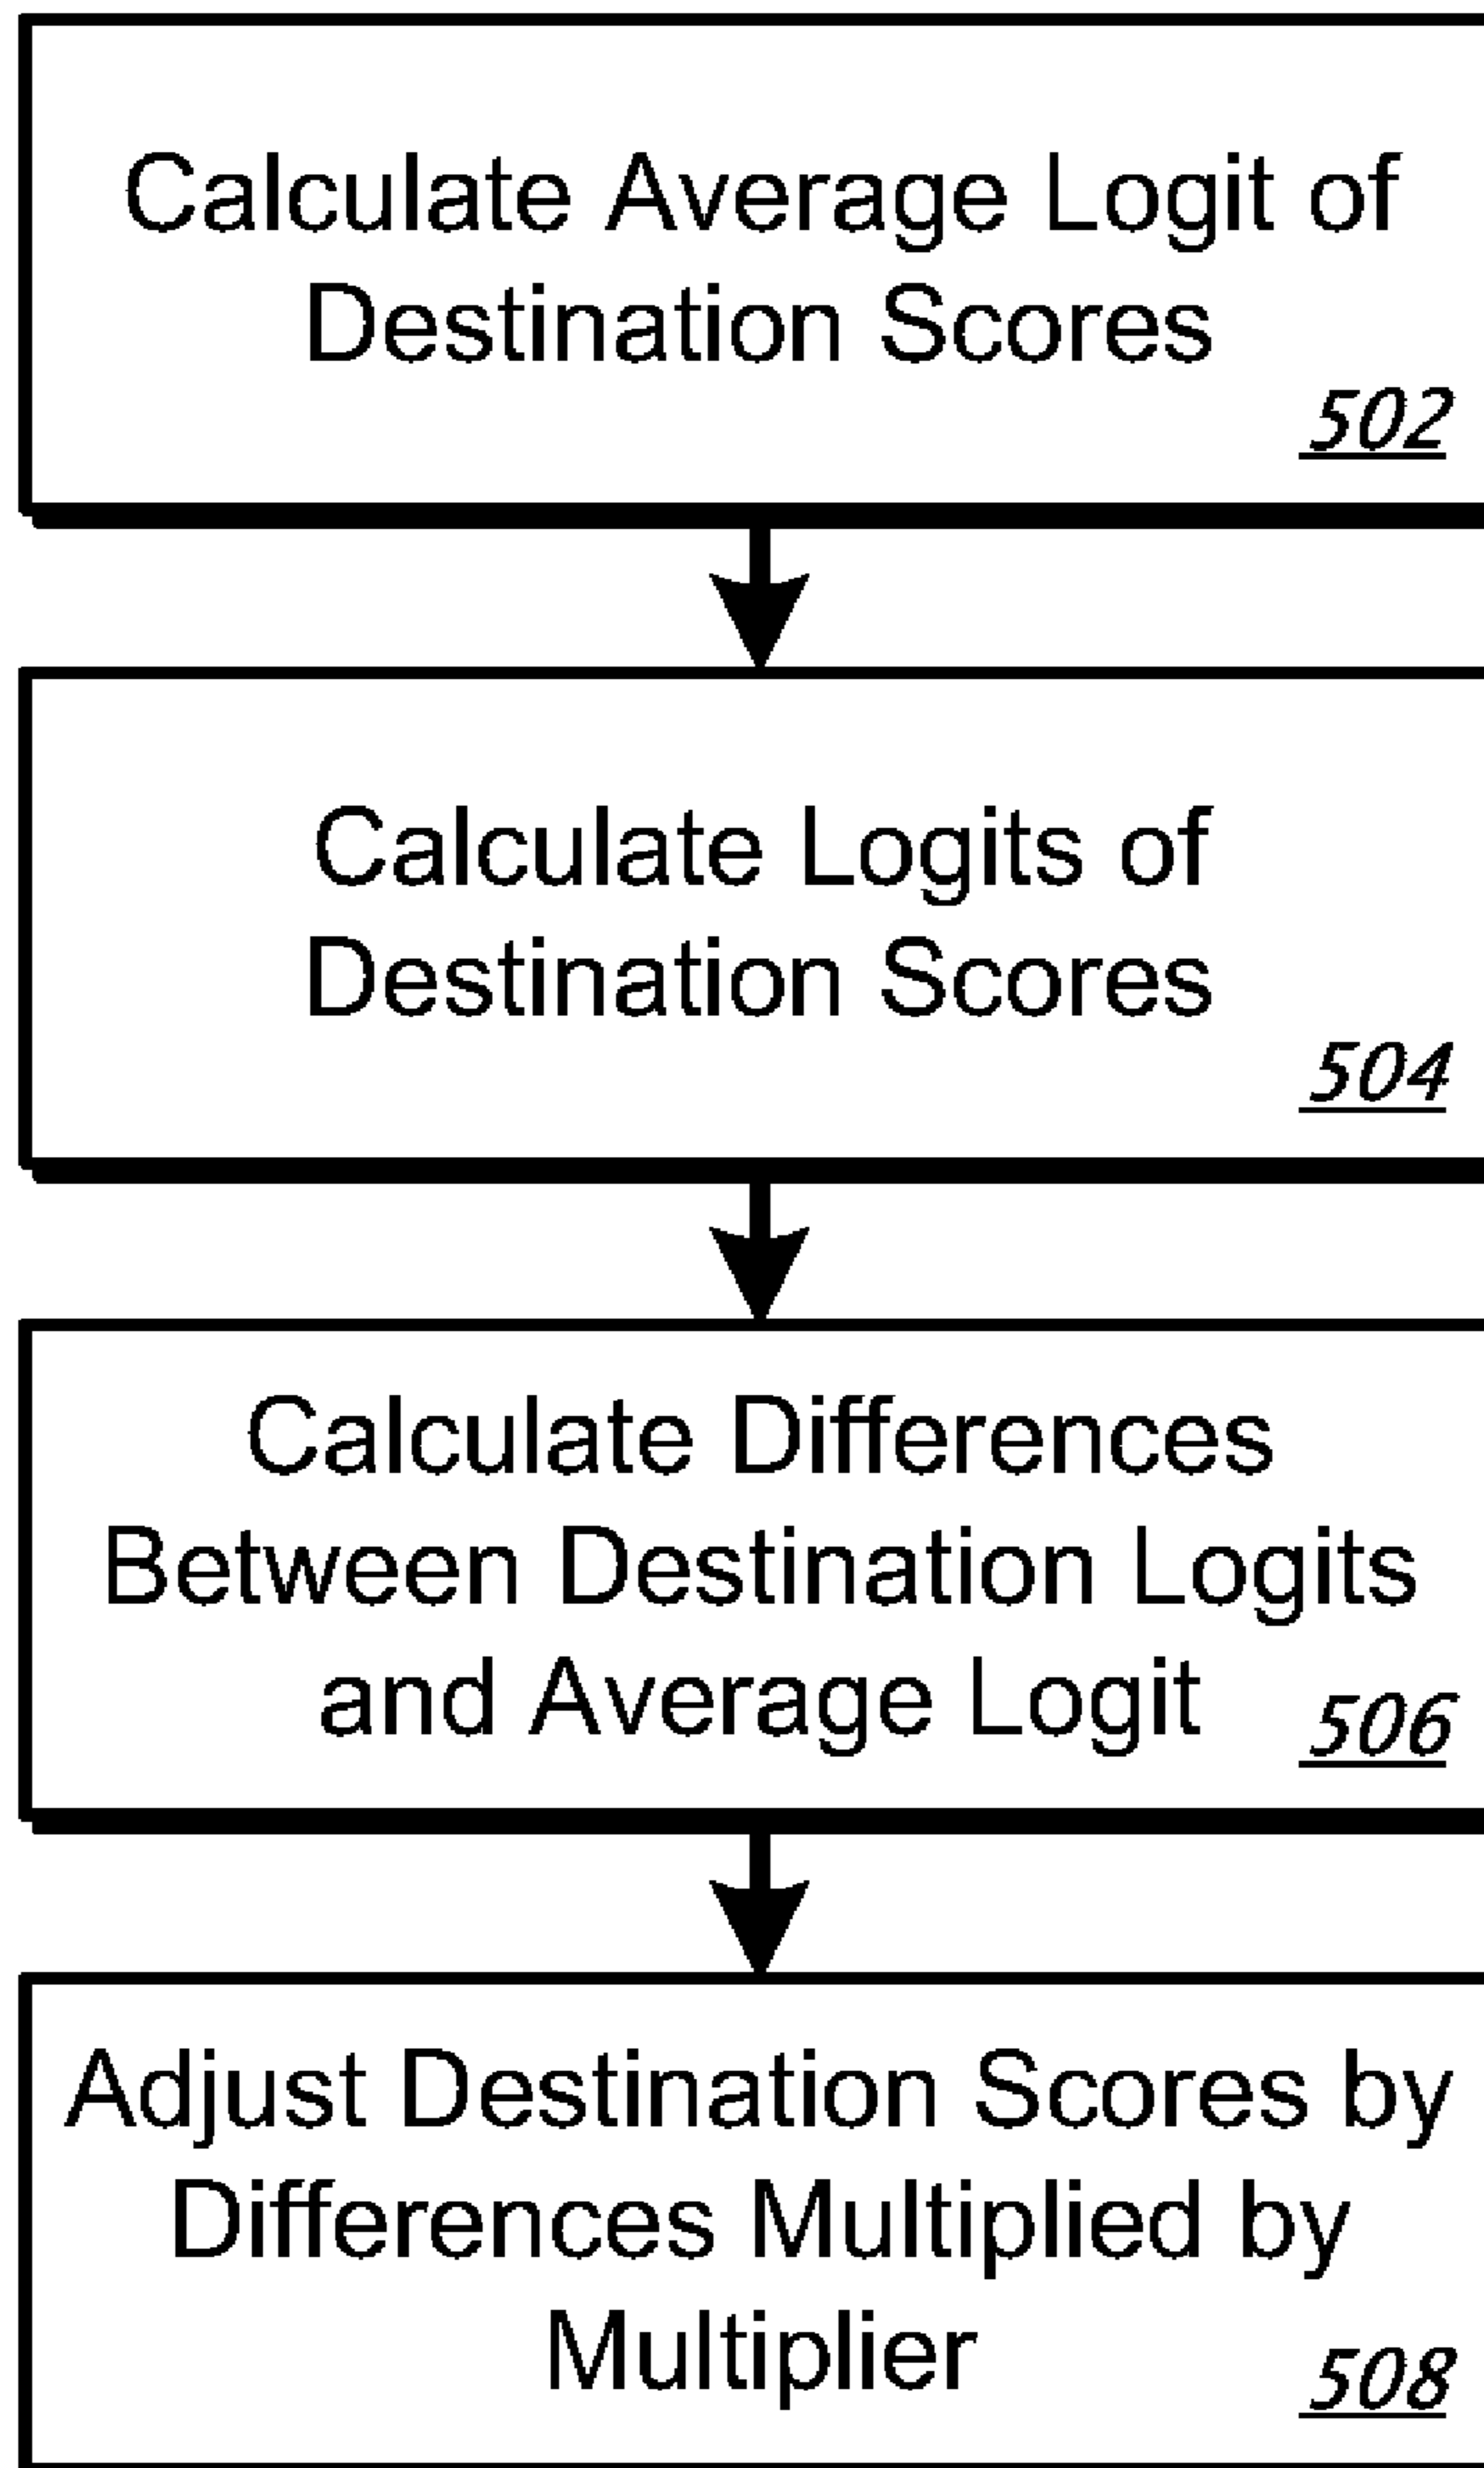 Calculate Average Logit of
Destination Scores
502
Calculate Logits of
Destination Scores
504
Calculate Differences
Between Destination Logits
and Average Logit
506
Adjust Destination Scores by
Differences Multiplied by
Multiplier
508